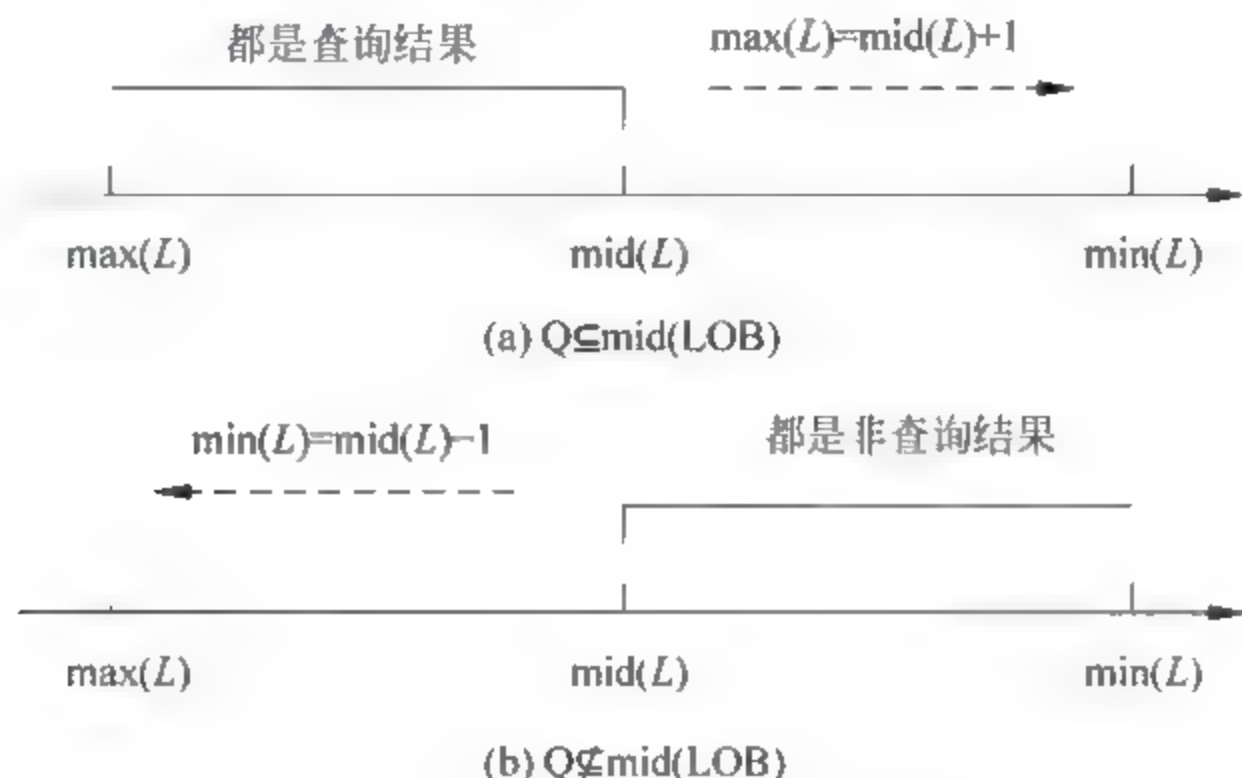 都是查询结果
max(L)=mid(L)+1
max(L) mid(L) min(L)
(a) Q⊆mid(LOB)
min(L)=mid(L)-1
都是非查询结果
max(L) mid(L) min(L)
(b) Q⊈mid(LOB)